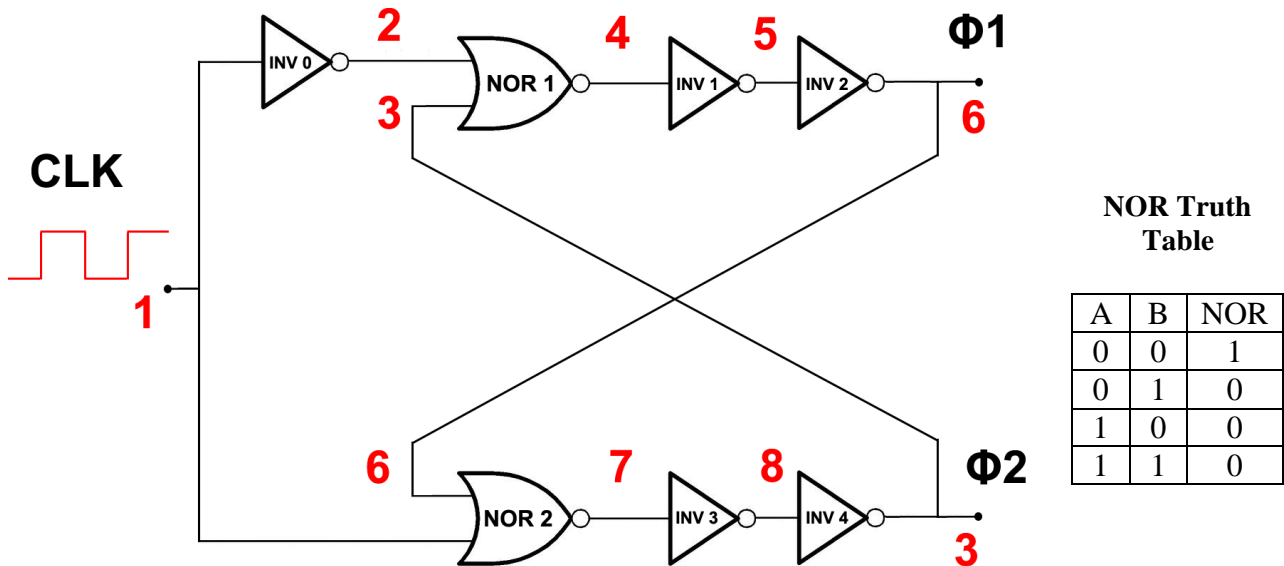 2
4
5
Φ1
INV 0
NOR 1
INV 1
INV 2
3
6
CLK
1
NOR Truth
Table
A B NOR
0 0 1
0 1 0
1 0 0
1 1 0
6
7
8
Φ2
NOR 2
INV 3
INV 4
3